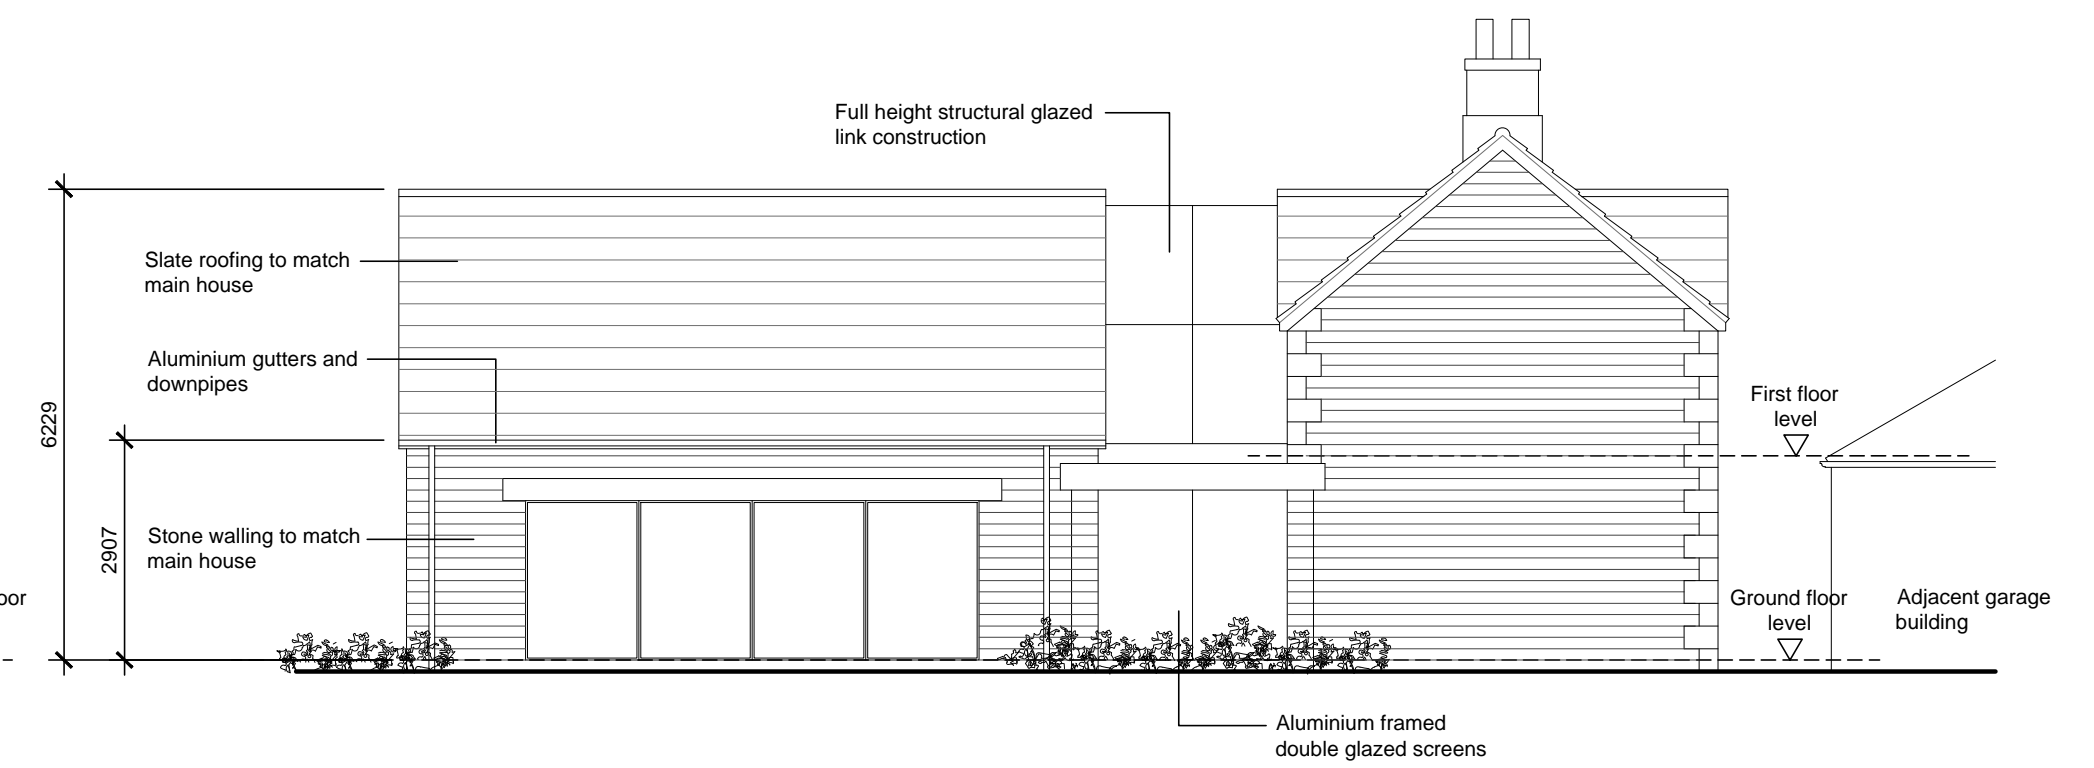 Full height structural glazed
link construction
Slate roofing to match
main house
Aluminium gutters and
downpipes
6229
First floor
level
2907
Stone walling to match
main house
oor
Ground floor
level
Adjacent garage
building
Aluminium framed
double glazed screens